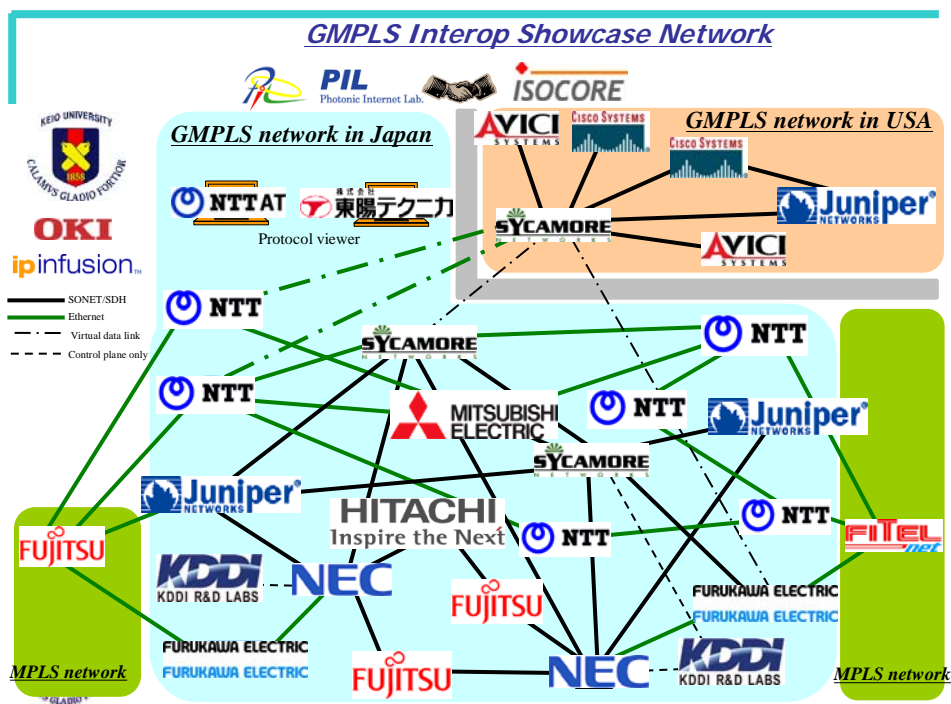 GMPLS Interop Showcase Network
PIL
Photonic Internet Lab.
ISOCORE
KEIO UNIVERSITY
CALAMVS GLADIO FORTIOR
1858
OKI
ipinfusion™
SONET/SDH
Ethernet
Virtual data link
Control plane only
GMPLS network in Japan
NTT AT
株式会社
東陽テクニカ
Protocol viewer
GMPLS network in USA
AVICI
SYSTEMS
CISCO SYSTEMS
CISCO SYSTEMS
Juniper®
NETWORKS
SYCAMORE
NETWORKS
AVICI
SYSTEMS
NTT
SYCAMORE
NETWORKS
NTT
NTT
MITSUBISHI
ELECTRIC
NTT
Juniper®
NETWORKS
SYCAMORE
NETWORKS
Juniper®
NETWORKS
HITACHI
Inspire the Next
NTT
NTT
FUJITSU
FITEL
net
KDDI
KDDI R&D LABS
NEC
FUJITSU
FURUKAWA ELECTRIC
FURUKAWA ELECTRIC
FURUKAWA ELECTRIC
FURUKAWA ELECTRIC
FUJITSU
NEC
KDDI
KDDI R&D LABS
MPLS network
MPLS network